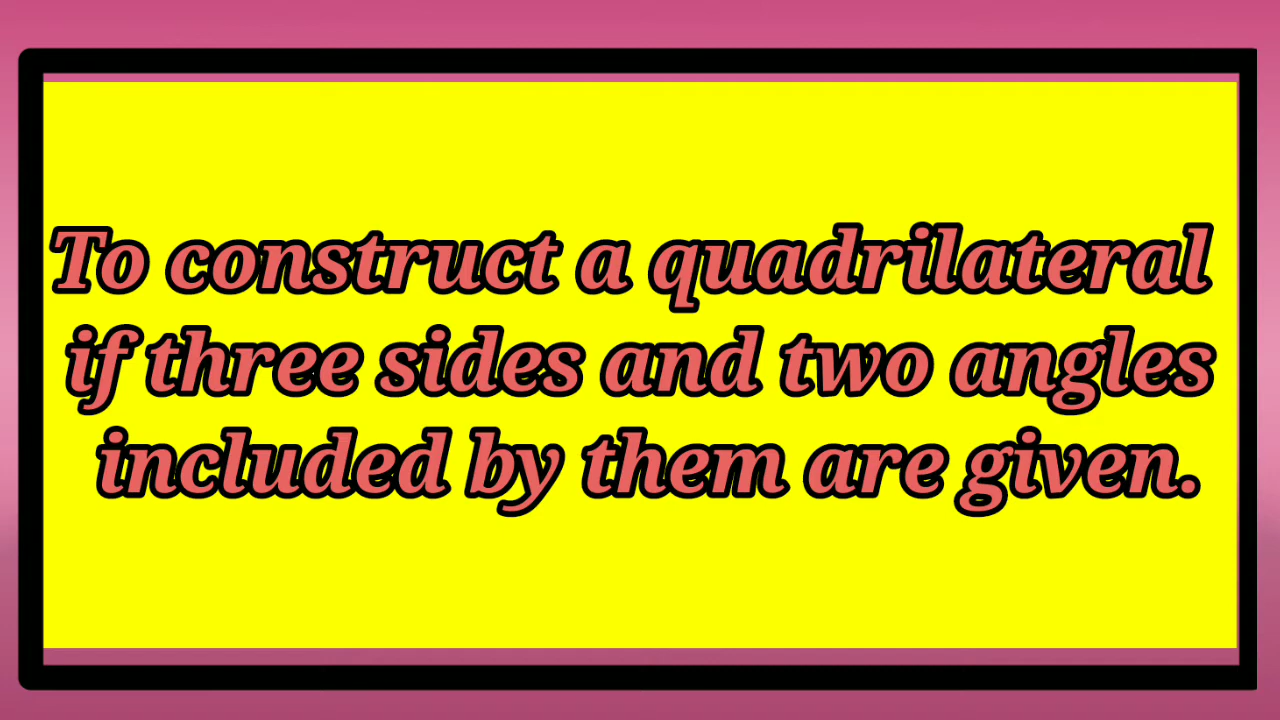 To construct a quadrilateral
if three sides and two angles
included by them are given.